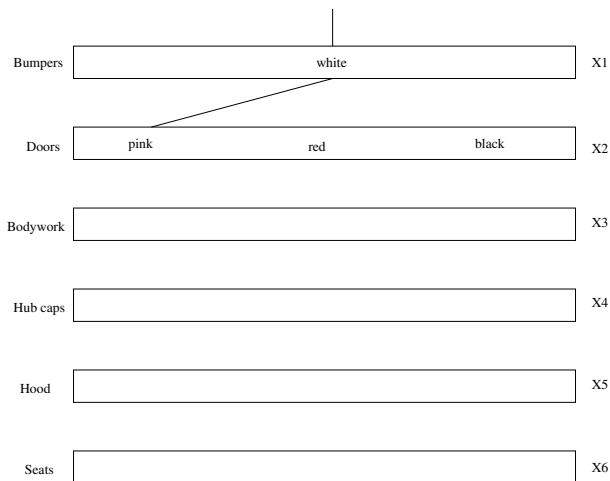 Bumpers white X1
Doors pink red black X2
Bodywork X3
Hub caps X4
Hood X5
Seats X6